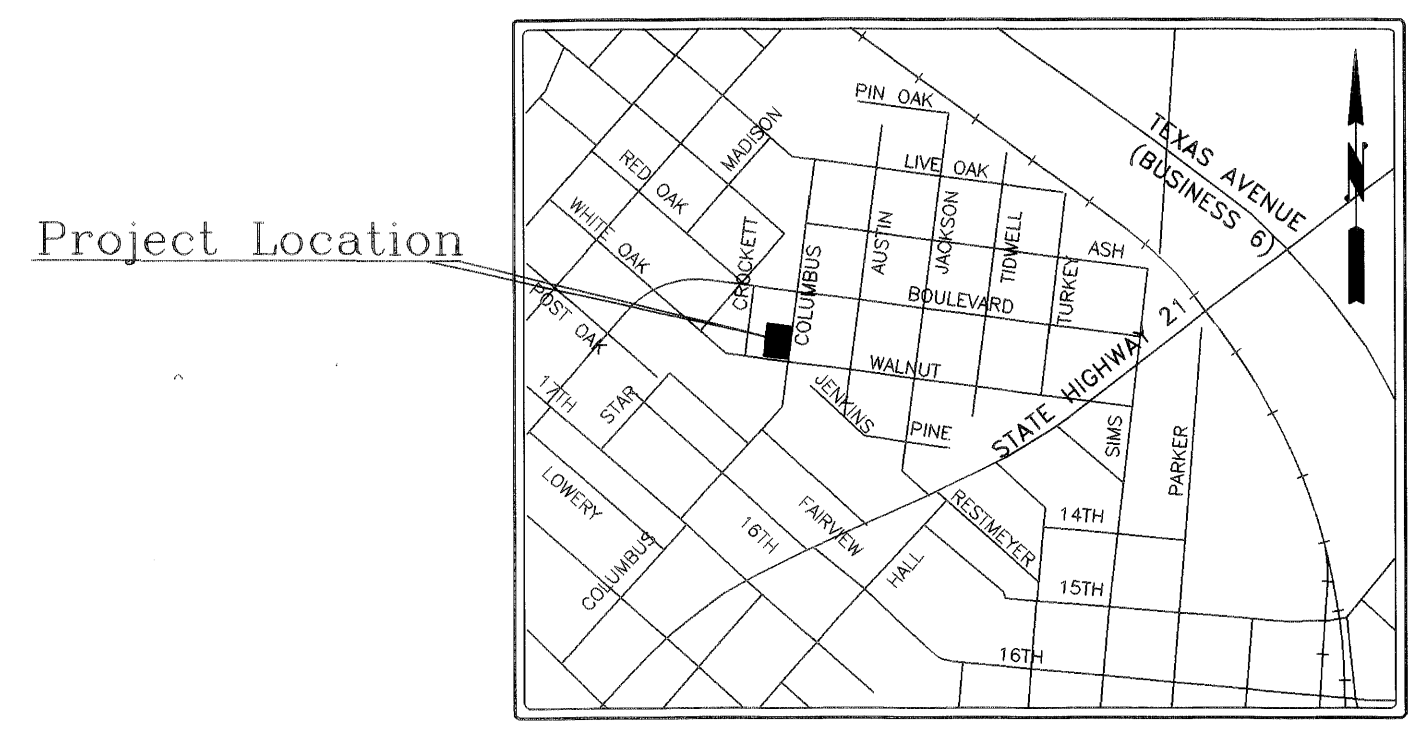 Project Location
PIN OAK
MADISON
TEXAS AVENUE
(BUSINESS 6)
N
RED OAK
LIVE OAK
WHITE OAK
CROCKETT
COLUMBUS
AUSTIN
JACKSON
TIDWELL
TURKEY
ASH
POST OAK
BOULEVARD
STATE HIGHWAY 21
WALNUT
17TH
STAR
JENKINS
PINE
SIMS
PARKER
LOWERY
COLUMBUS
16TH
FAIRVIEW
HALL
RESTMEYER
14TH
15TH
16TH